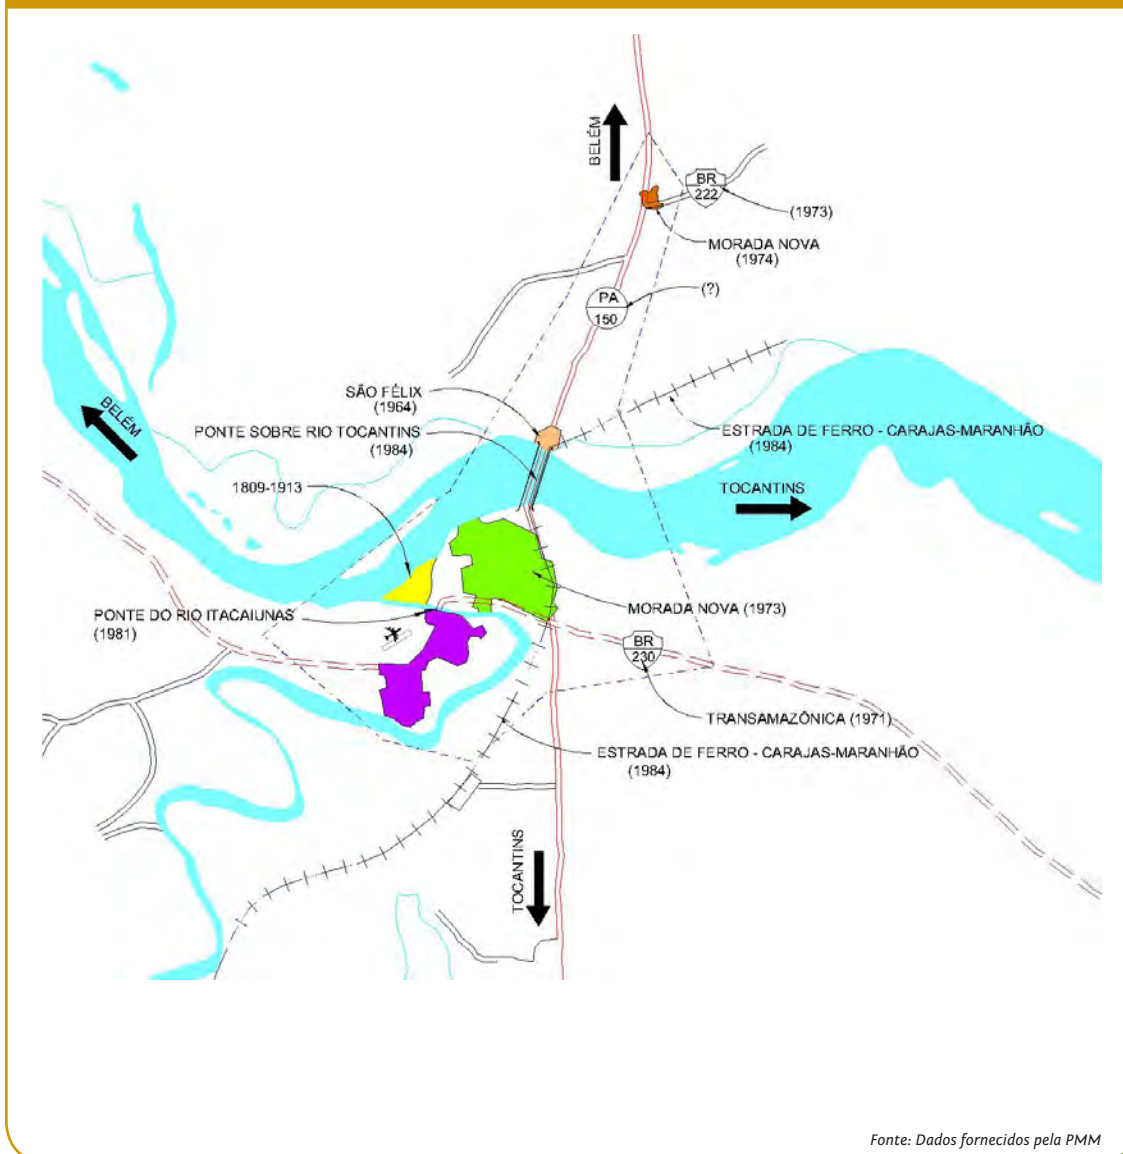 BELÉM
BR
222
(1973)
MORADA NOVA
(1974)
(?)
PA
150
SÃO FÉLIX
(1964)
BELÉM
PONTE SOBRE RIO TOCANTINS
(1984)
ESTRADA DE FERRO - CARAJAS-MARANHÃO
(1984)
1809-1913
TOCANTINS
PONTE DO RIO ITACAIUNAS
(1981)
MORADA NOVA (1973)
BR
230
TRANSAMAZÔNICA (1971)
ESTRADA DE FERRO - CARAJAS-MARANHÃO
(1984)
TOCANTINS
Fonte: Dados fornecidos pela PMM